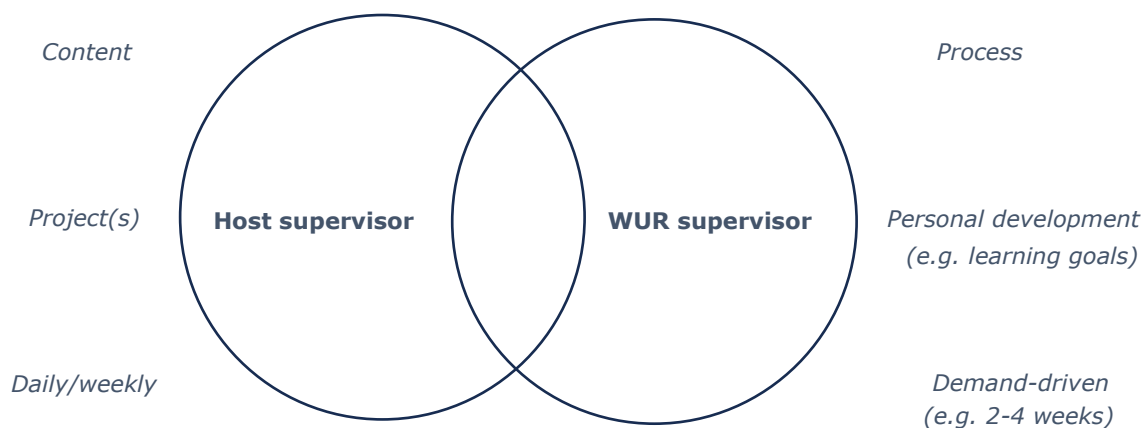 Content
Process
Project(s)
Host supervisor
WUR supervisor
Personal development
(e.g. learning goals)
Daily/weekly
Demand-driven
(e.g. 2-4 weeks)